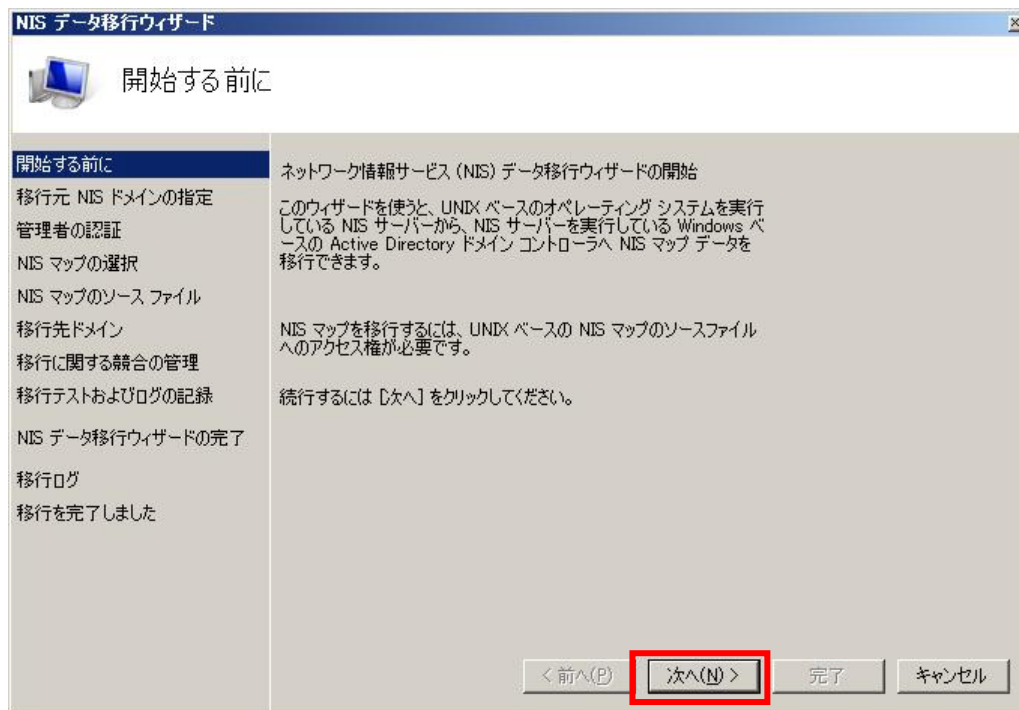 NIS データ移行ウィザード
開始する前に
開始する前に
移行元 NIS ドメインの指定
管理者の認証
NIS マップの選択
NIS マップのソース ファイル
移行先ドメイン
移行に関する競合の管理
移行テストおよびログの記録
NIS データ移行ウィザードの完了
移行ログ
移行を完了しました
ネットワーク情報サービス (NIS) データ移行ウィザードの開始
このウィザードを使うと、UNIX ベースのオペレーティング システムを実行
している NIS サーバーから、NIS サーバーを実行している Windows ベ
ースの Active Directory ドメイン コントローラへ NIS マップ データを
移行できます。
NIS マップを移行するには、UNIX ベースの NIS マップのソースファイル
へのアクセス権が必要です。
続行するには [次へ] をクリックしてください。
< 前へ(P)
次へ(N) >
完了
キャンセル